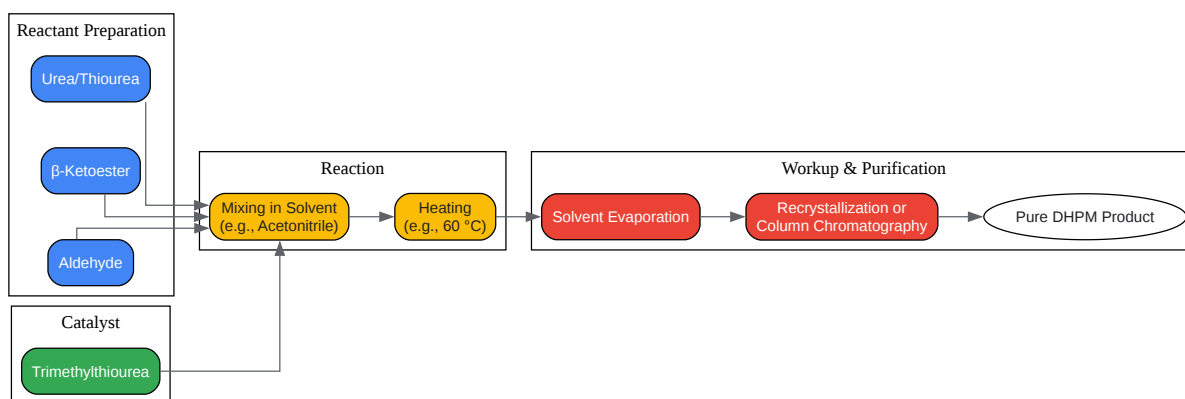 Reactant Preparation
Urea/Thiourea
β-Ketoester
Aldehyde
Catalyst
Trimethylthiourea
Reaction
Mixing in Solvent
(e.g., Acetonitrile)
Heating
(e.g., 60 °C)
Workup & Purification
Solvent Evaporation
Recrystallization or
Column Chromatography
Pure DHPM Product